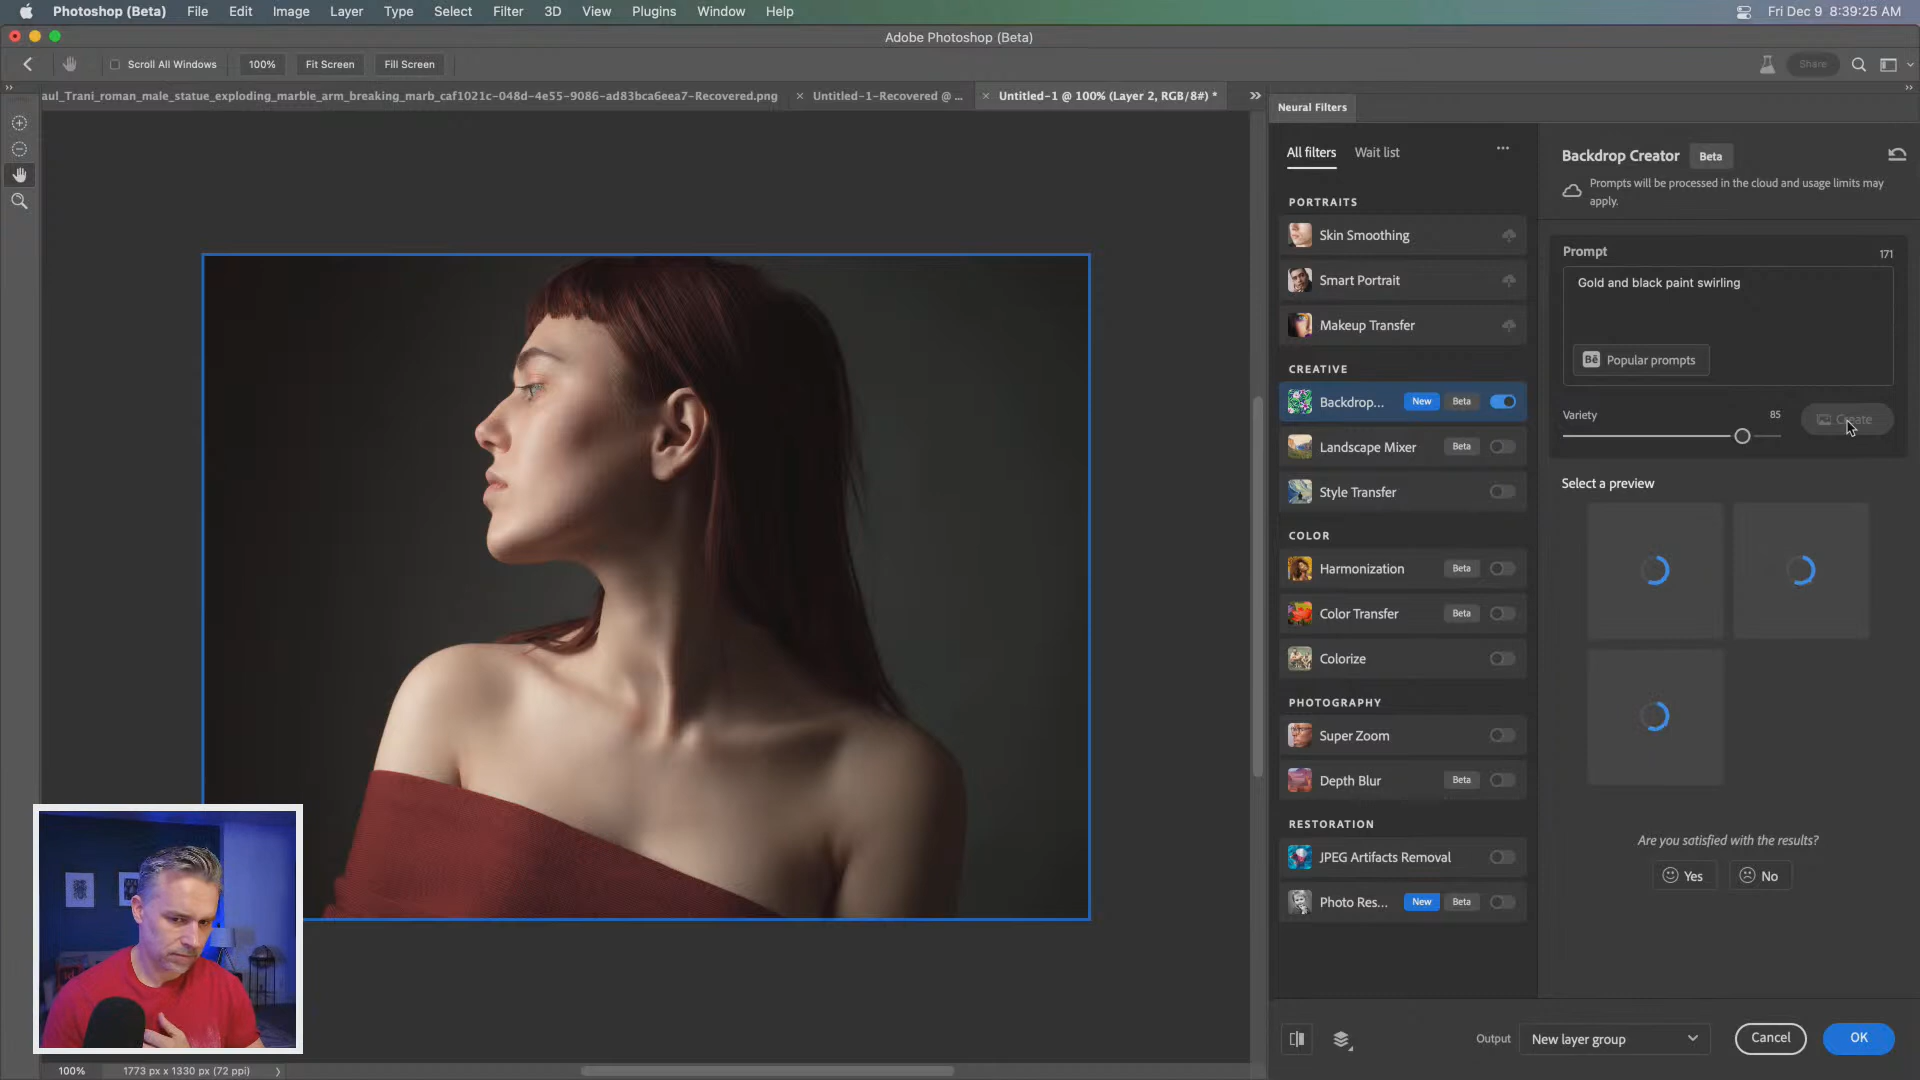 Photoshop (Beta) File Edit Image Layer Type Select Filter 3D View Plugins Window Help Fri Dec 9 8:39:25 AM
Adobe Photoshop (Beta)
Scroll All Windows 100% Fit Screen Fill Screen Share
aul_Trani_roman_male_statue_exploding_marble_arm_breaking_marb_caf1021c-048d-4e55-9086-ad83bca6eea7-Recovered.png × Untitled-1-Recovered @ ... × Untitled-1 @ 100% (Layer 2, RGB/8#) *
Neural Filters
All filters Wait list
PORTRAITS
Skin Smoothing
Smart Portrait
Makeup Transfer
CREATIVE
Backdrop... New Beta
Landscape Mixer Beta
Style Transfer
COLOR
Harmonization Beta
Color Transfer Beta
Colorize
PHOTOGRAPHY
Super Zoom
Depth Blur Beta
RESTORATION
JPEG Artifacts Removal
Photo Res... New Beta
Backdrop Creator Beta
Prompts will be processed in the cloud and usage limits may
apply.
Prompt 171
Gold and black paint swirling
Bē Popular prompts
Variety 85
Create
Select a preview
Are you satisfied with the results?
Yes No
Output New layer group Cancel OK
100% 1773 px x 1330 px (72 ppi)